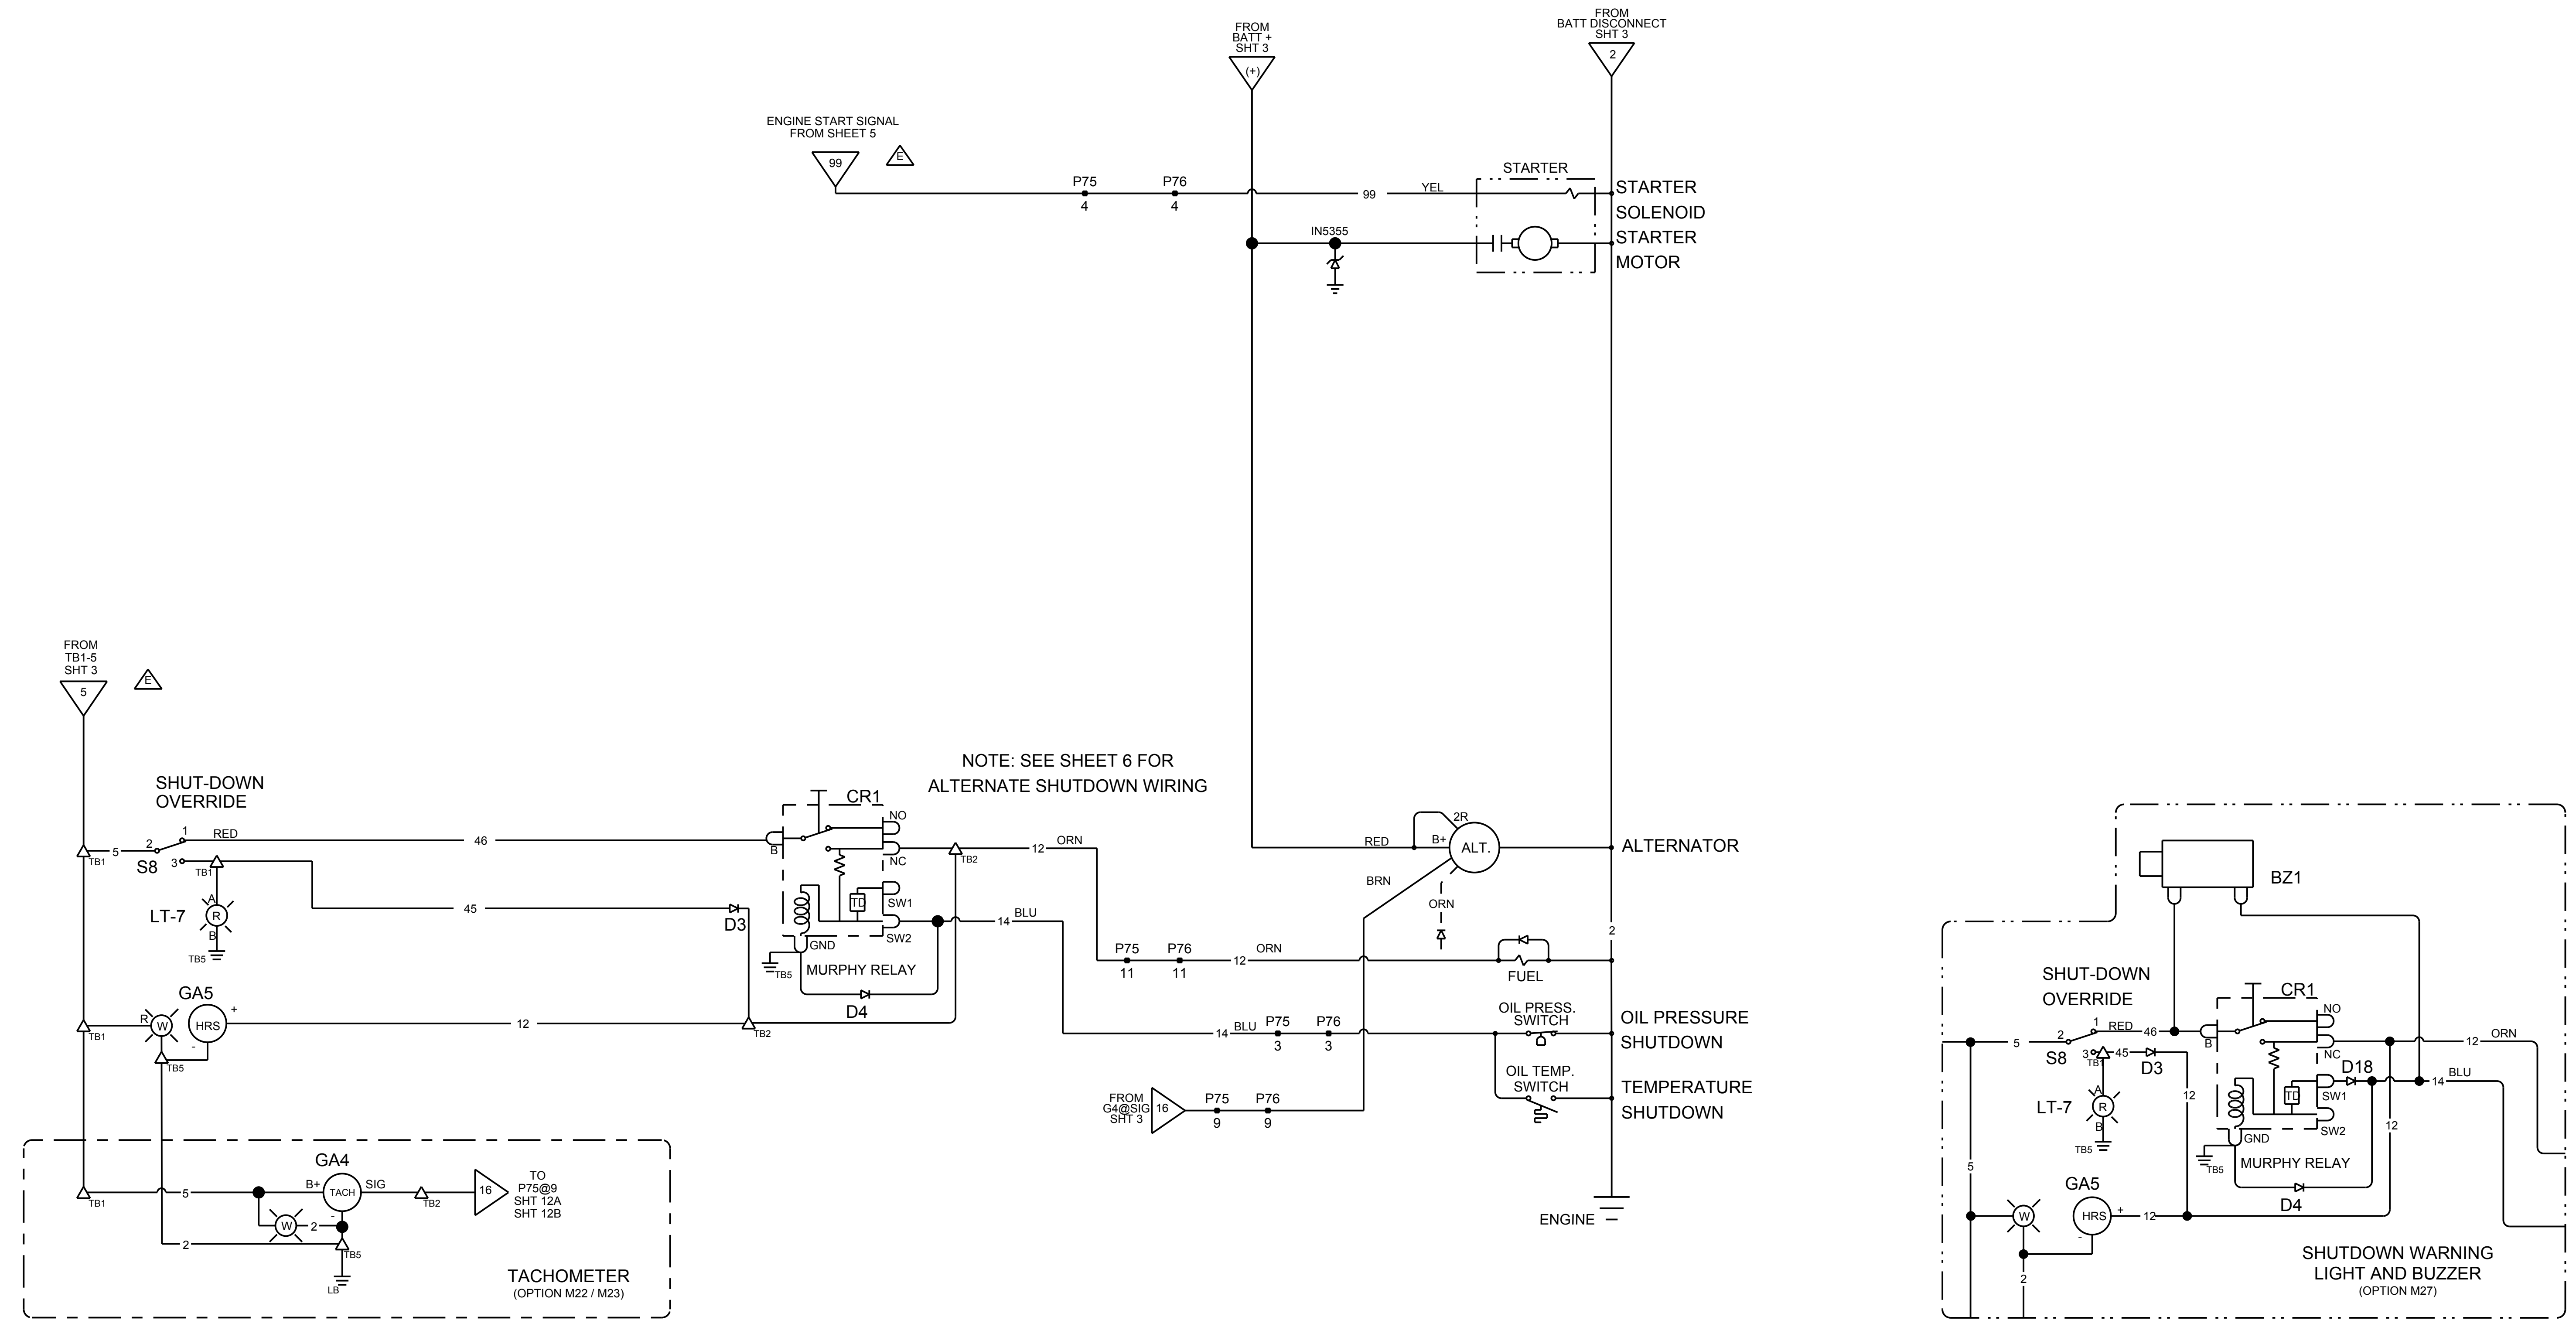 FROM
BATT +
SHT 3
(+)
FROM
BATT DISCONNECT
SHT 3
2
ENGINE START SIGNAL
FROM SHEET 5
99
E
P75
4
P76
4
99
YEL
STARTER
STARTER
SOLENOID
STARTER
MOTOR
IN5355
FROM
TB1-5
SHT 3
5
E
SHUT-DOWN
OVERRIDE
TB1
5
2
1
3
S8
RED
46
TB1
A
R
B
LT-7
TB5
45
D3
CR1
B
NO
NC
TD
SW1
SW2
GND
TB5
MURPHY RELAY
D4
TB2
12
ORN
14
BLU
NOTE: SEE SHEET 6 FOR
ALTERNATE SHUTDOWN WIRING
RED
2R
B+
ALT.
ALTERNATOR
BRN
ORN
2
P75
11
P76
11
12
ORN
FUEL
GA5
TB1
R
W
HRS
+
-
TB5
12
TB2
14
BLU
P75
3
P76
3
OIL PRESS.
SWITCH
OIL PRESSURE
SHUTDOWN
OIL TEMP.
SWITCH
TEMPERATURE
SHUTDOWN
FROM
G4@SIG
SHT 3
16
P75
9
P76
9
ENGINE
TB1
5
GA4
B+
TACH
SIG
-
W
2
2
TB5
LB
TB2
16
TO
P75@9
SHT 12A
SHT 12B
TACHOMETER
(OPTION M22 / M23)
BZ1
SHUT-DOWN
OVERRIDE
5
2
1
3
S8
RED
46
TB1
45
D3
A
R
B
LT-7
TB5
12
CR1
B
NO
NC
D18
TD
SW1
SW2
GND
TB5
MURPHY RELAY
D4
12
12
ORN
14
BLU
5
GA5
W
HRS
+
-
12
2
SHUTDOWN WARNING
LIGHT AND BUZZER
(OPTION M27)